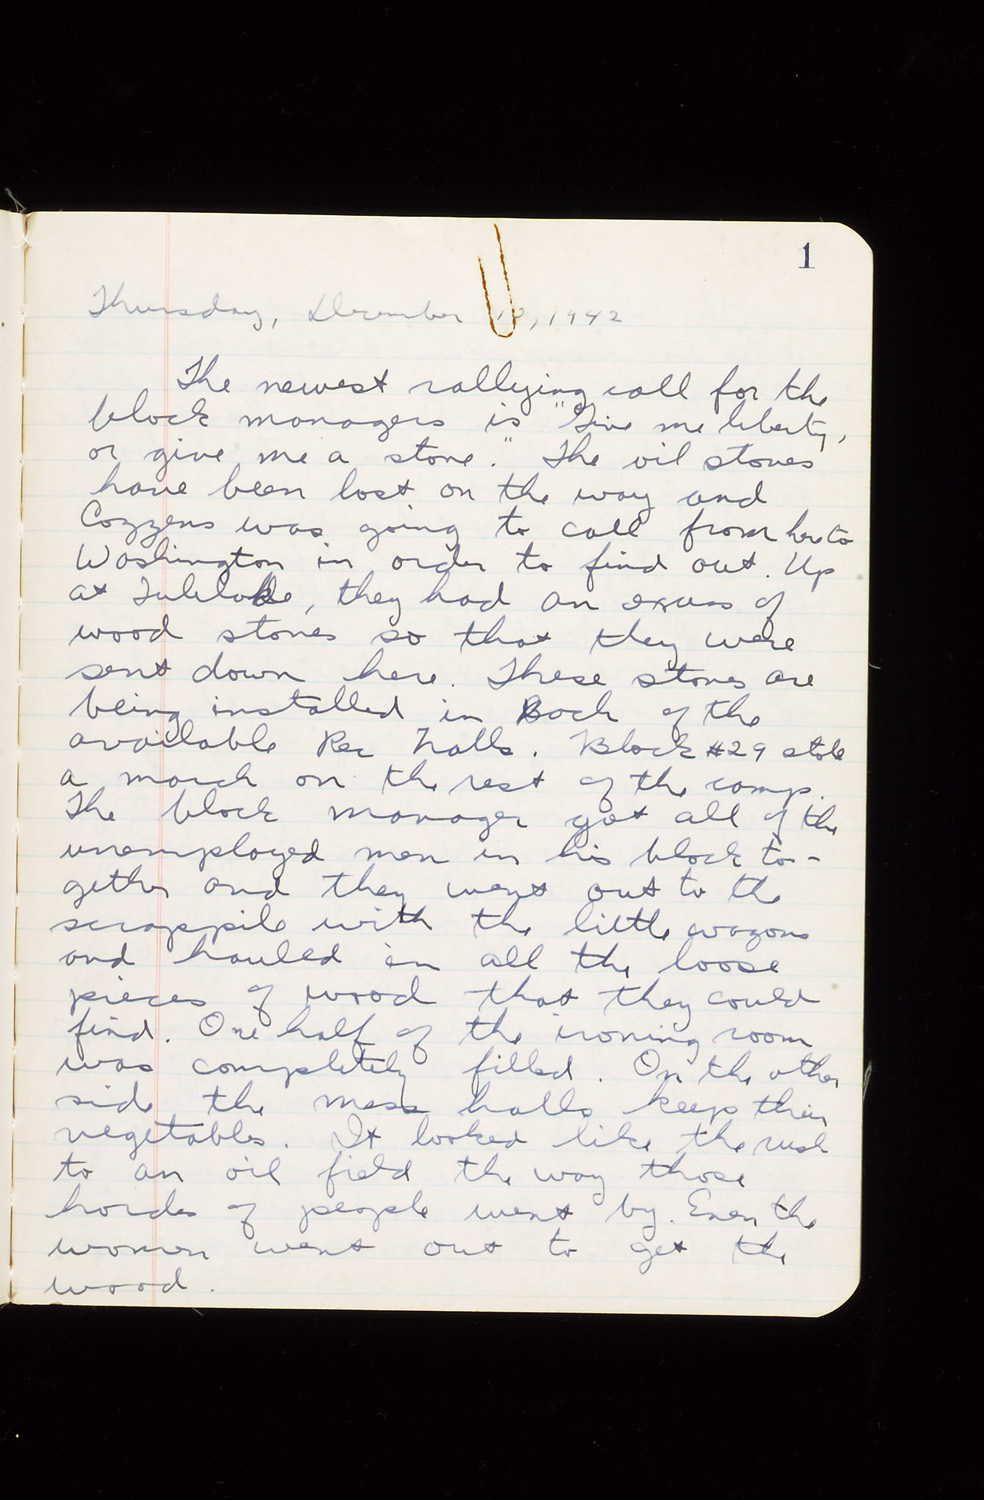 1
Thursday, December 10, 1942
The newest rallying call for the
block managers is "Give me liberty,
or give me a stove." The oil stoves
have been lost on the way and
Cozzens was going to call from here to
Washington in order to find out. Up
at Tulelake, they had an excess of
wood stoves so that they were
sent down here. These stoves are
being installed in each of the
available Rec halls. Block #29 stole
a march on the rest of the camp.
The block manager got all of the
unemployed men in his block to-
gether and they went out to the
scrappile with the little wagons
and hauled in all the loose
pieces of wood that they could
find. One half of the ironing room
was completely filled. On the other
side the mess halls keep their
vegetables. It looked like the rush
to an oil field the way those
hordes of people went by. Even the
women went out to get the
wood.